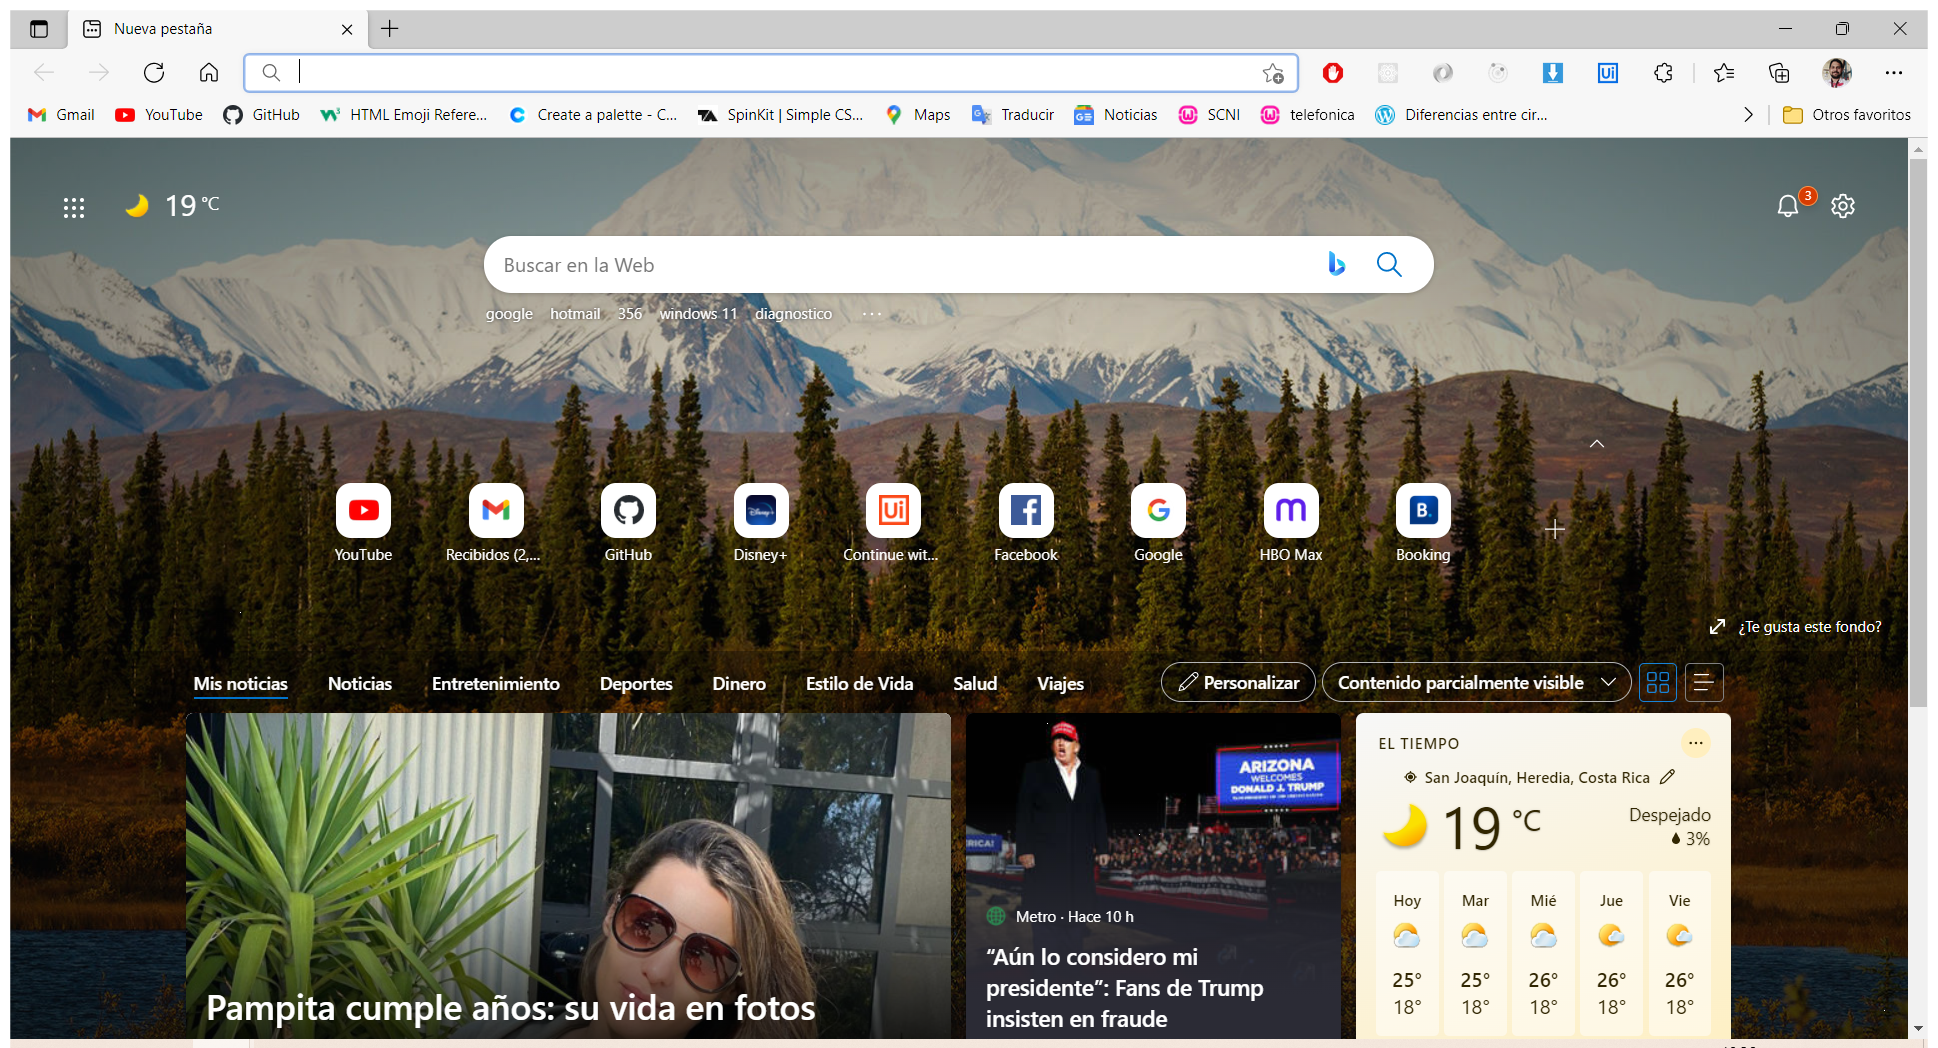 Nueva pestaña
Gmail YouTube GitHub HTML Emoji Refere... Create a palette - C... SpinKit | Simple CS... Maps Traducir Noticias SCNI telefonica Diferencias entre cir... Otros favoritos
19 °C
3
Buscar en la Web
google hotmail 356 windows 11 diagnostico ...
YouTube Recibidos (2,... GitHub Disney+ Continue wit... Facebook Google HBO Max Booking
¿Te gusta este fondo?
Mis noticias Noticias Entretenimiento Deportes Dinero Estilo de Vida Salud Viajes Personalizar Contenido parcialmente visible
Pampita cumple años: su vida en fotos
ARIZONA
WELCOMES
DONALD J. TRUMP
RICA!
Metro · Hace 10 h
“Aún lo considero mi
presidente”: Fans de Trump
insisten en fraude
EL TIEMPO
San Joaquín, Heredia, Costa Rica
19 °C
Despejado
3%
Hoy Mar Mié Jue Vie
25° 25° 26° 26° 26°
18° 18° 18° 18° 18°